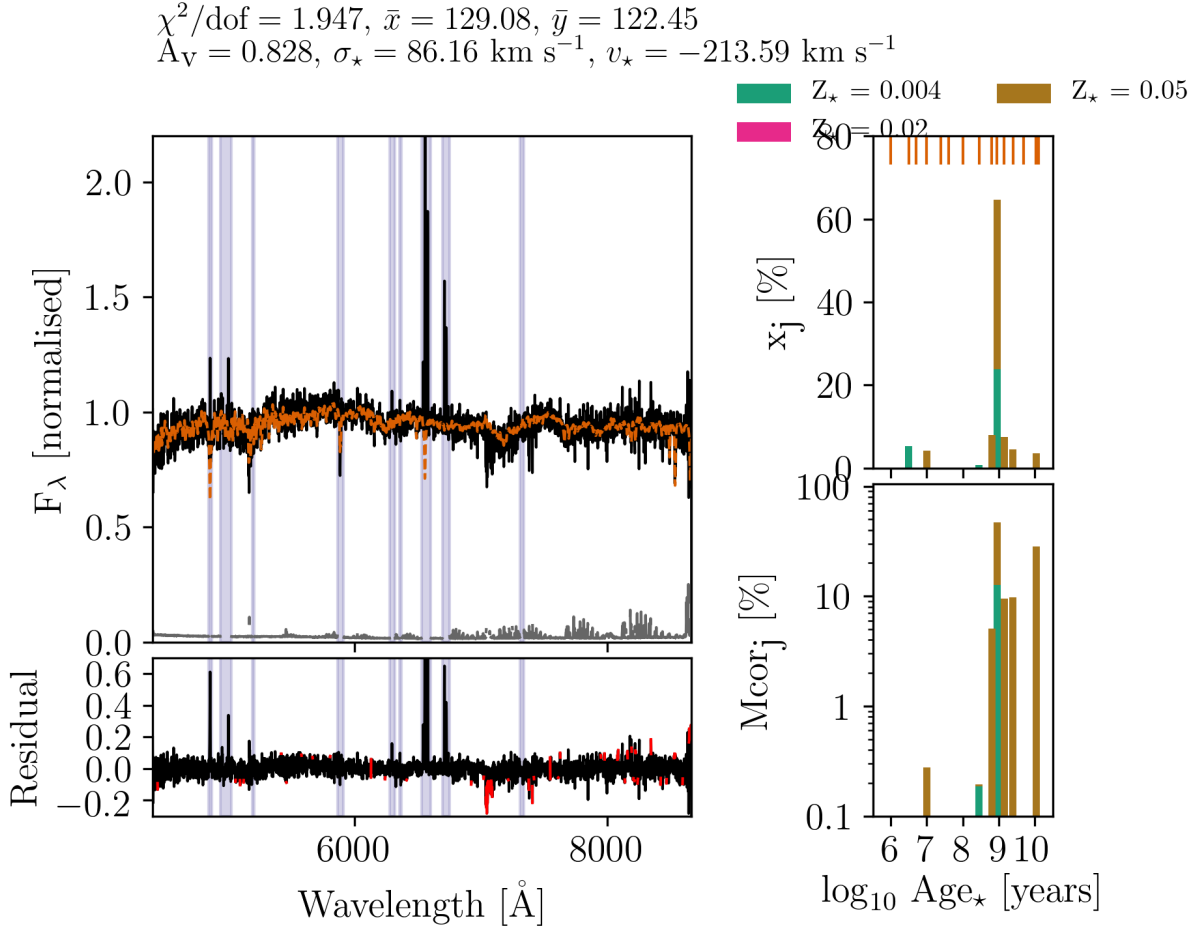 χ²/dof = 1.947, x̄ = 129.08, ȳ = 122.45
A_V = 0.828, σ⋆ = 86.16 km s⁻¹, v⋆ = −213.59 km s⁻¹
Z⋆ = 0.004
Z⋆ = 0.05
Z⋆ = 0.02
F_λ [normalised]
2.0
1.5
1.0
0.5
0.0
x_j [%]
80
60
40
20
0
Residual
0.6
0.4
0.2
0.0
−0.2
6000
8000
Wavelength [Å]
Mcor_j [%]
100
10
1
0.1
6 7 8 9 10
log₁₀ Age⋆ [years]